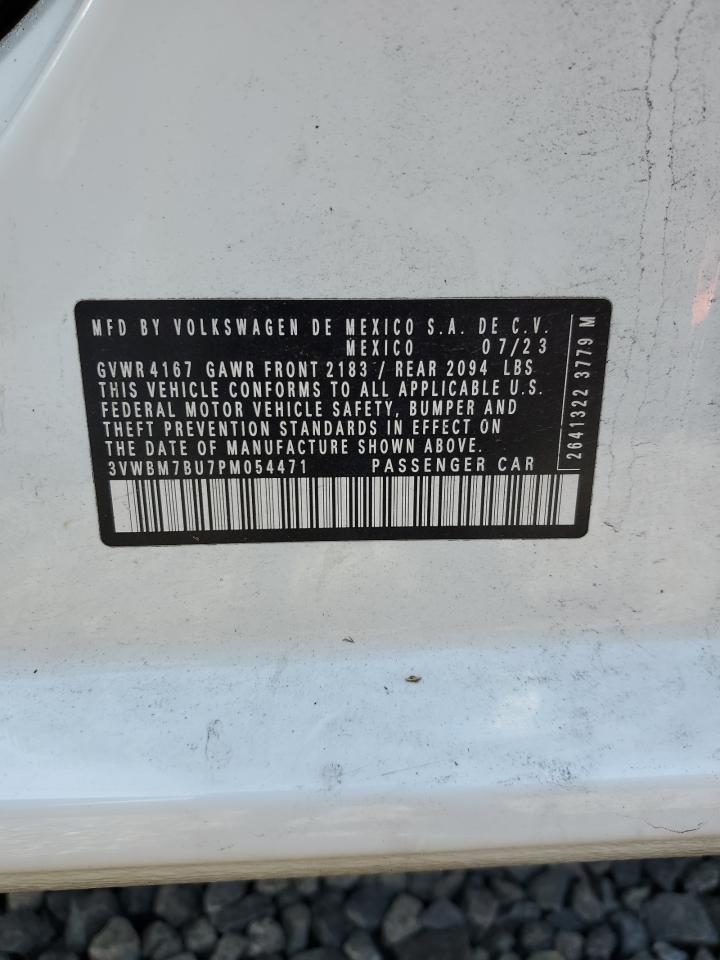 MFD BY VOLKSWAGEN DE MEXICO S.A. DE C.V.
MEXICO 07/23
GVWR 4167 GAWR FRONT 2183 / REAR 2094 LBS
THIS VEHICLE CONFORMS TO ALL APPLICABLE U.S.
FEDERAL MOTOR VEHICLE SAFETY, BUMPER AND
THEFT PREVENTION STANDARDS IN EFFECT ON
THE DATE OF MANUFACTURE SHOWN ABOVE.
3VWBM7BU7PM054471 PASSENGER CAR
2641322 3779 M